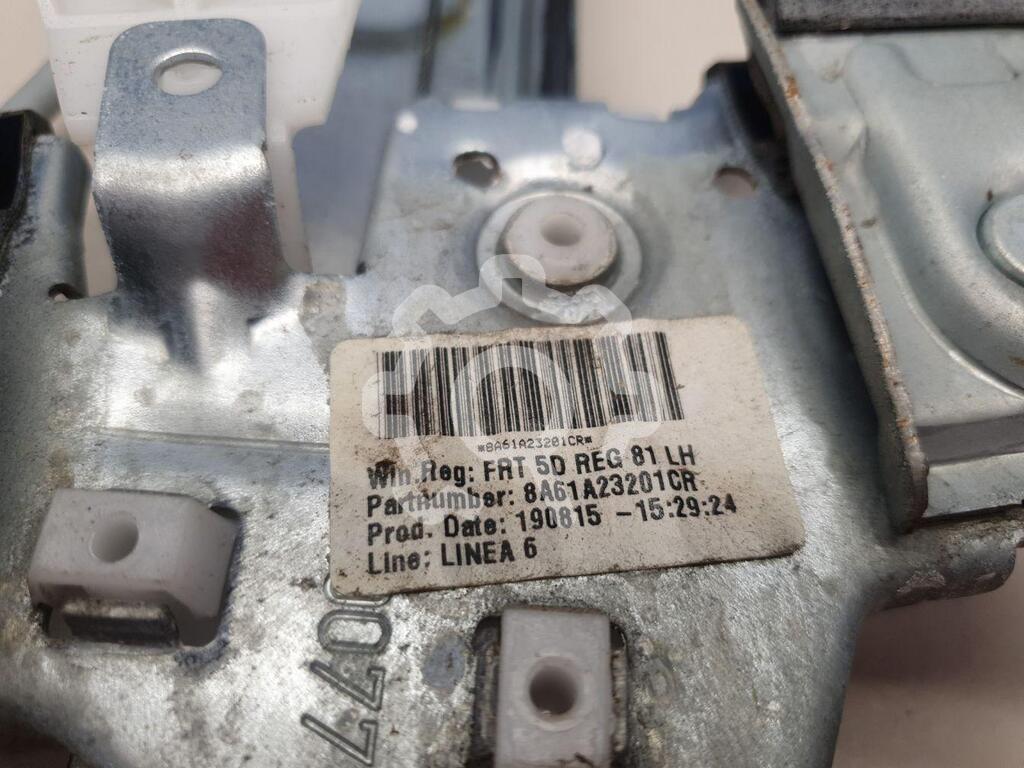 *8A61A23201CR*
Win.Reg: FRT 5D REG 81 LH
Partnumber: 8A61A23201CR
Prod. Date: 190815 -15:29:24
Line: LINEA 6